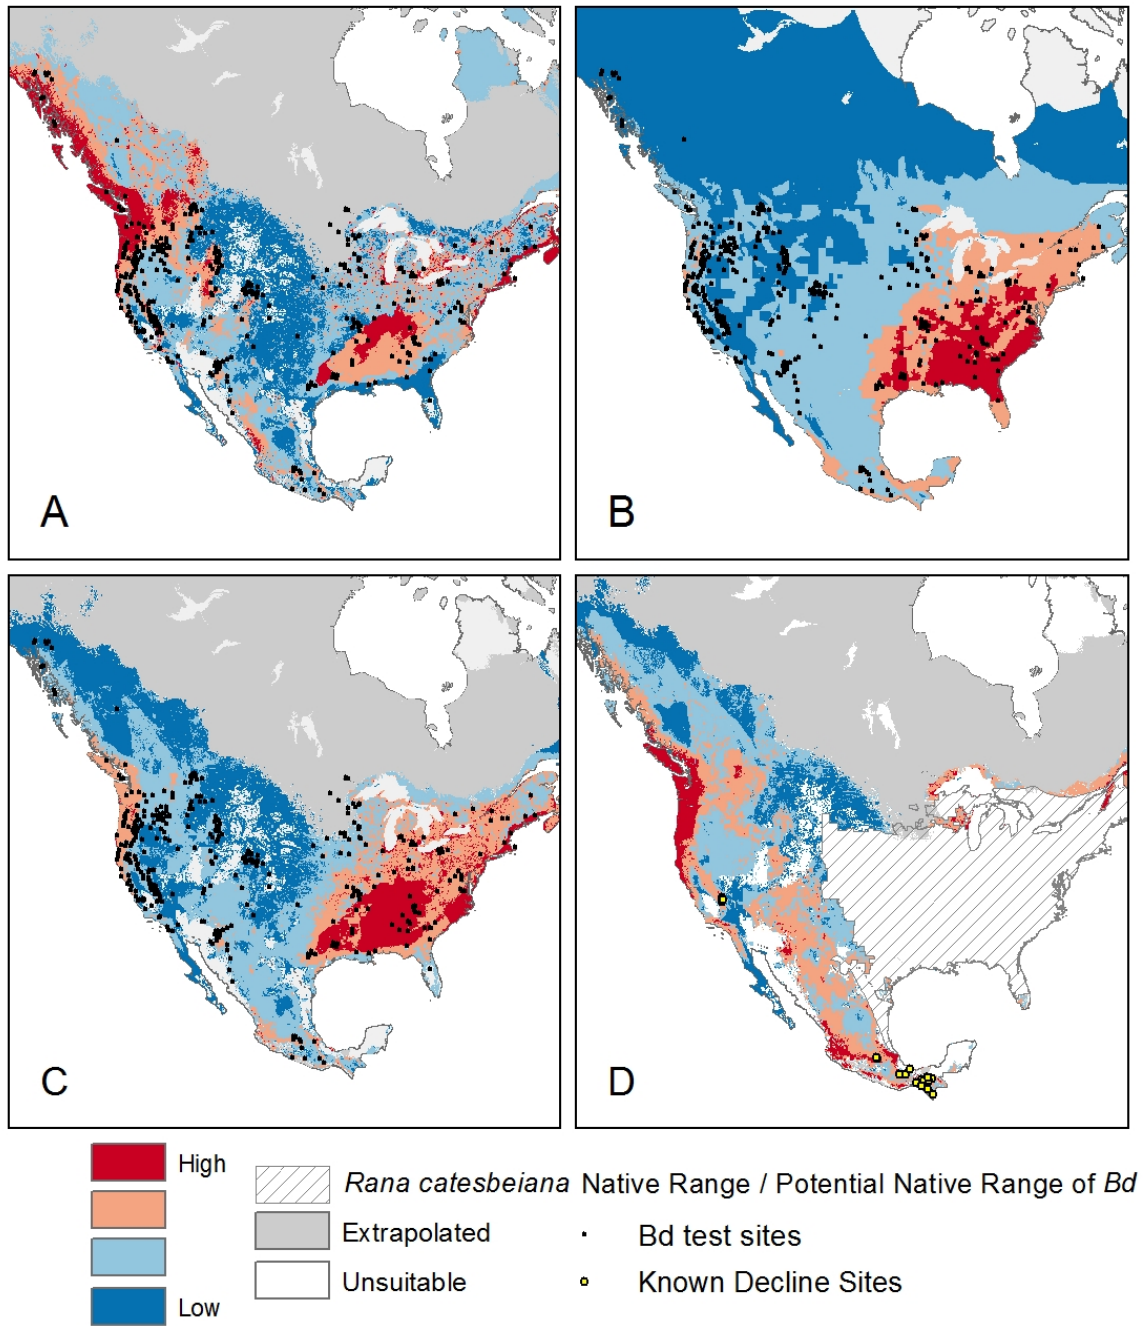 A
B
C
D
High
Low
Rana catesbeiana Native Range / Potential Native Range of Bd
Extrapolated
Unsuitable
Bd test sites
Known Decline Sites